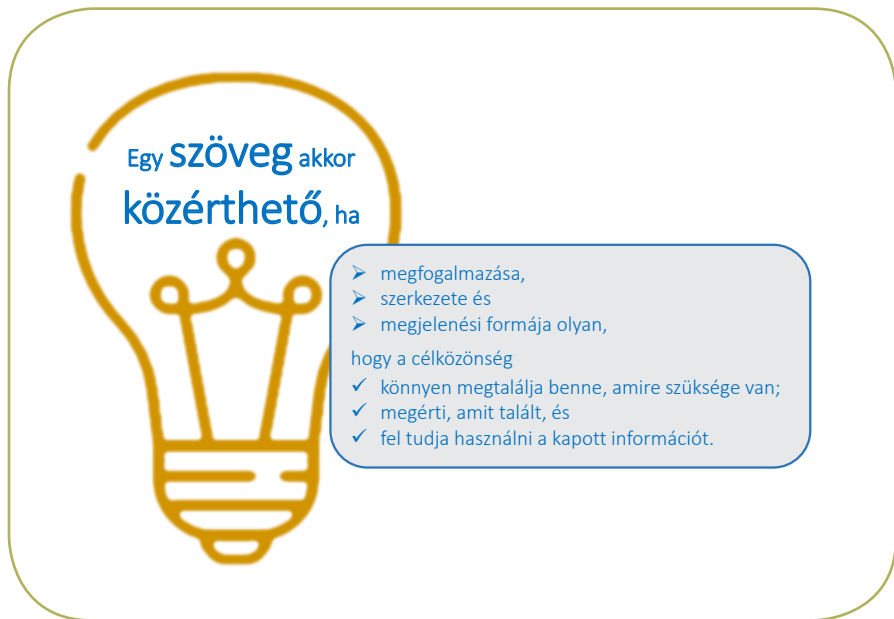 Egy szöveg akkor
közérthető, ha
➢ megfogalmazása,
➢ szerkezete és
➢ megjelenési formája olyan,
hogy a célközönség
✓ könnyen megtalálja benne, amire szüksége van;
✓ megérti, amit talált, és
✓ fel tudja használni a kapott információt.